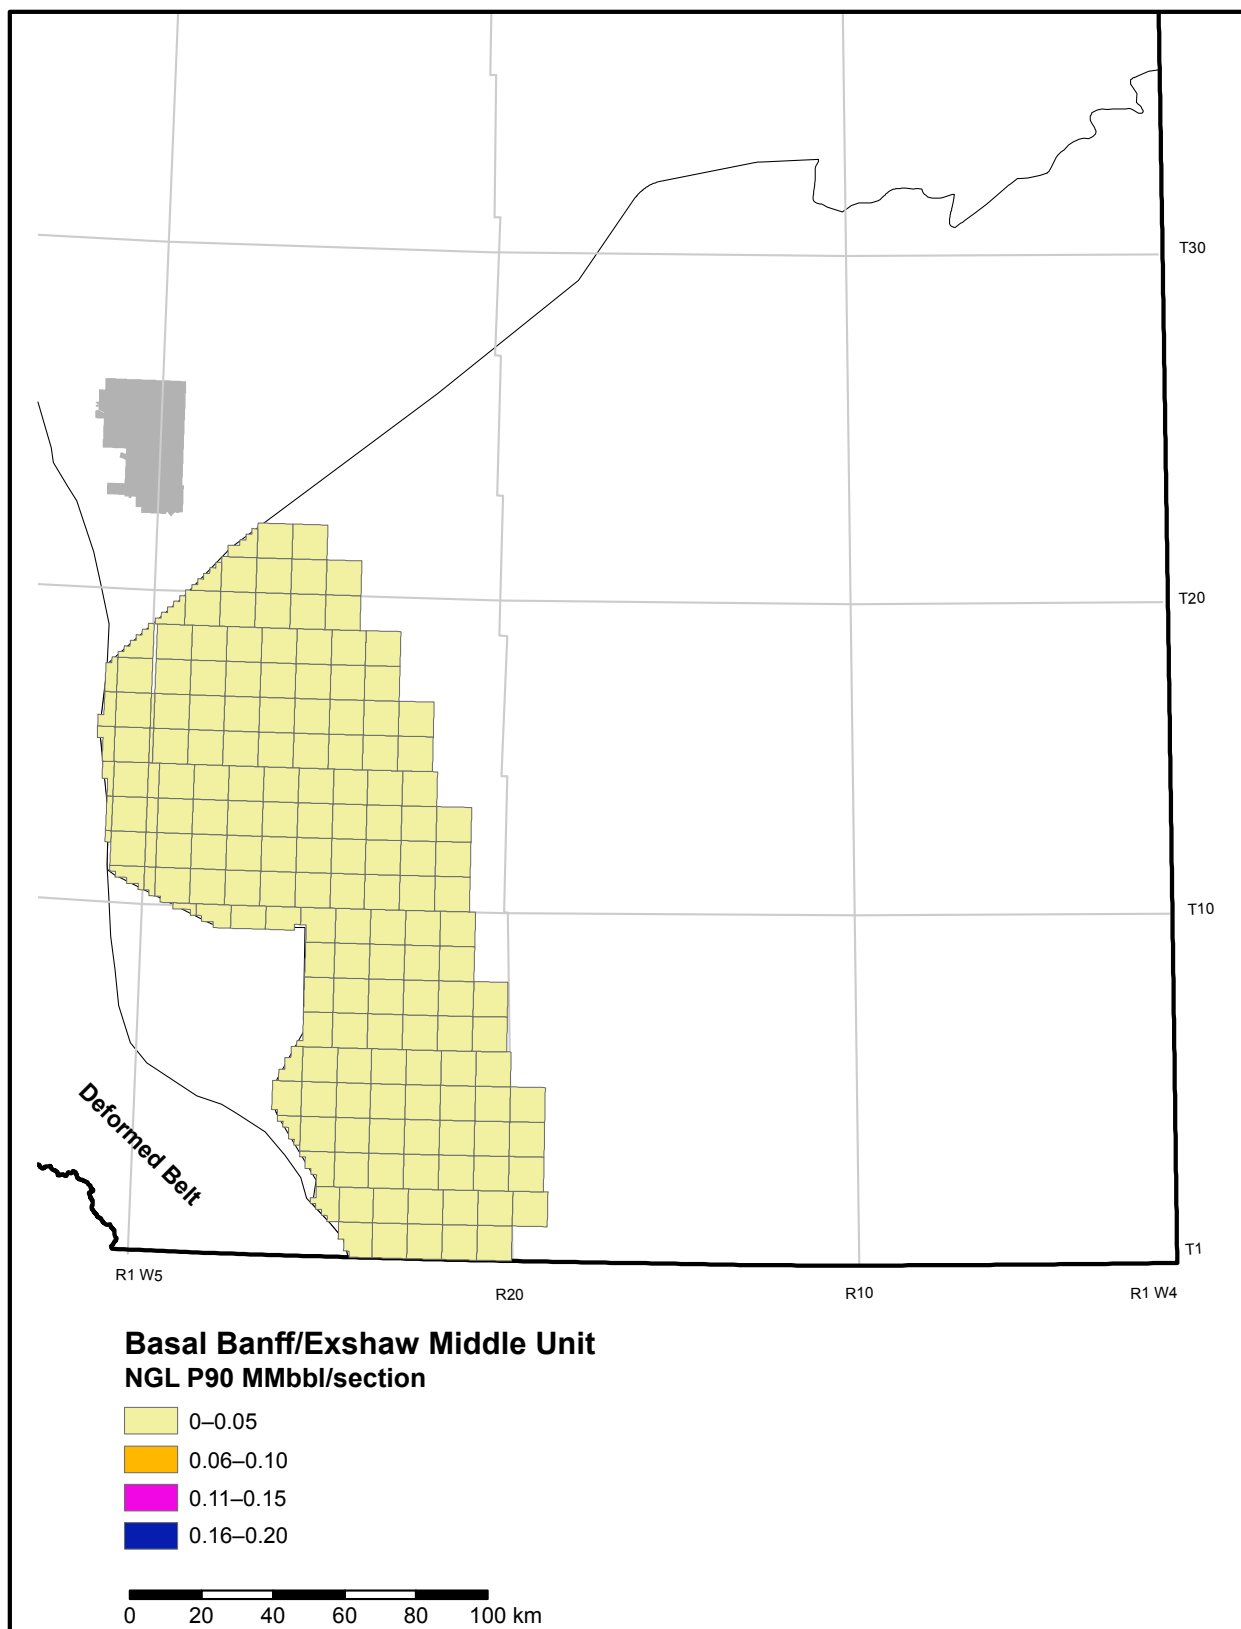 T30
T20
T10
Deformed Belt
T1
R1 W5
R20
R10
R1 W4
Basal Banff/Exshaw Middle Unit
NGL P90 MMbbl/section
0–0.05
0.06–0.10
0.11–0.15
0.16–0.20
0 20 40 60 80 100 km